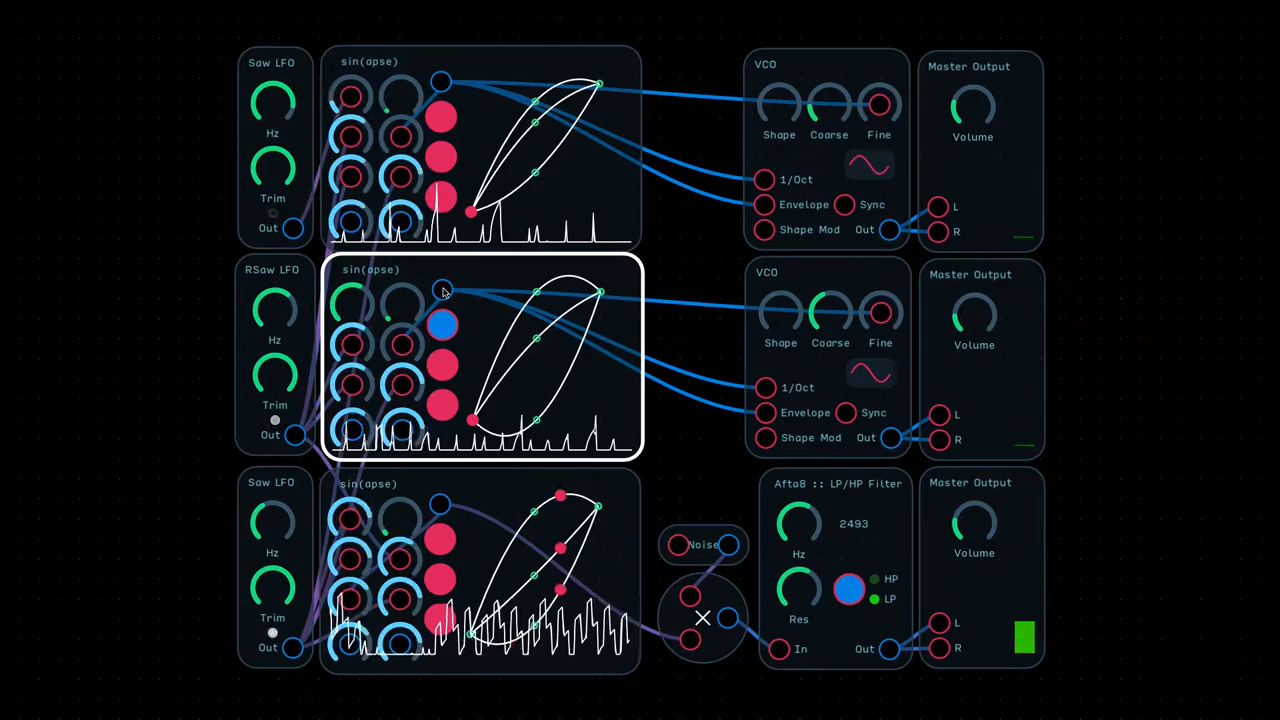 Saw LFO
Hz
Trim
Out
sin(apse)
VCO
Shape Coarse Fine
1/Oct
Envelope Sync
Shape Mod Out
Master Output
Volume
L
R
RSaw LFO
Hz
Trim
Out
sin(apse)
VCO
Shape Coarse Fine
1/Oct
Envelope Sync
Shape Mod Out
Master Output
Volume
L
R
Saw LFO
Hz
Trim
Out
sin(apse)
Noise
Afta8 :: LP/HP Filter
2493
Hz
HP
LP
Res
In Out
Master Output
Volume
L
R